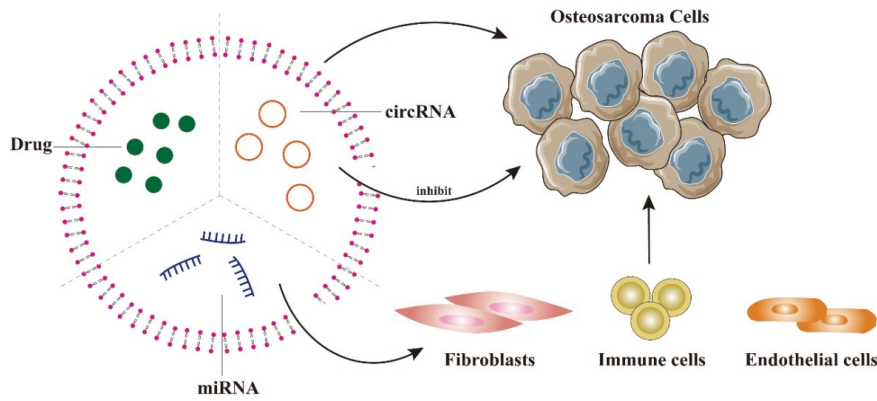 Osteosarcoma Cells
circRNA
Drug
inhibit
Fibroblasts
Immune cells
Endothelial cells
miRNA